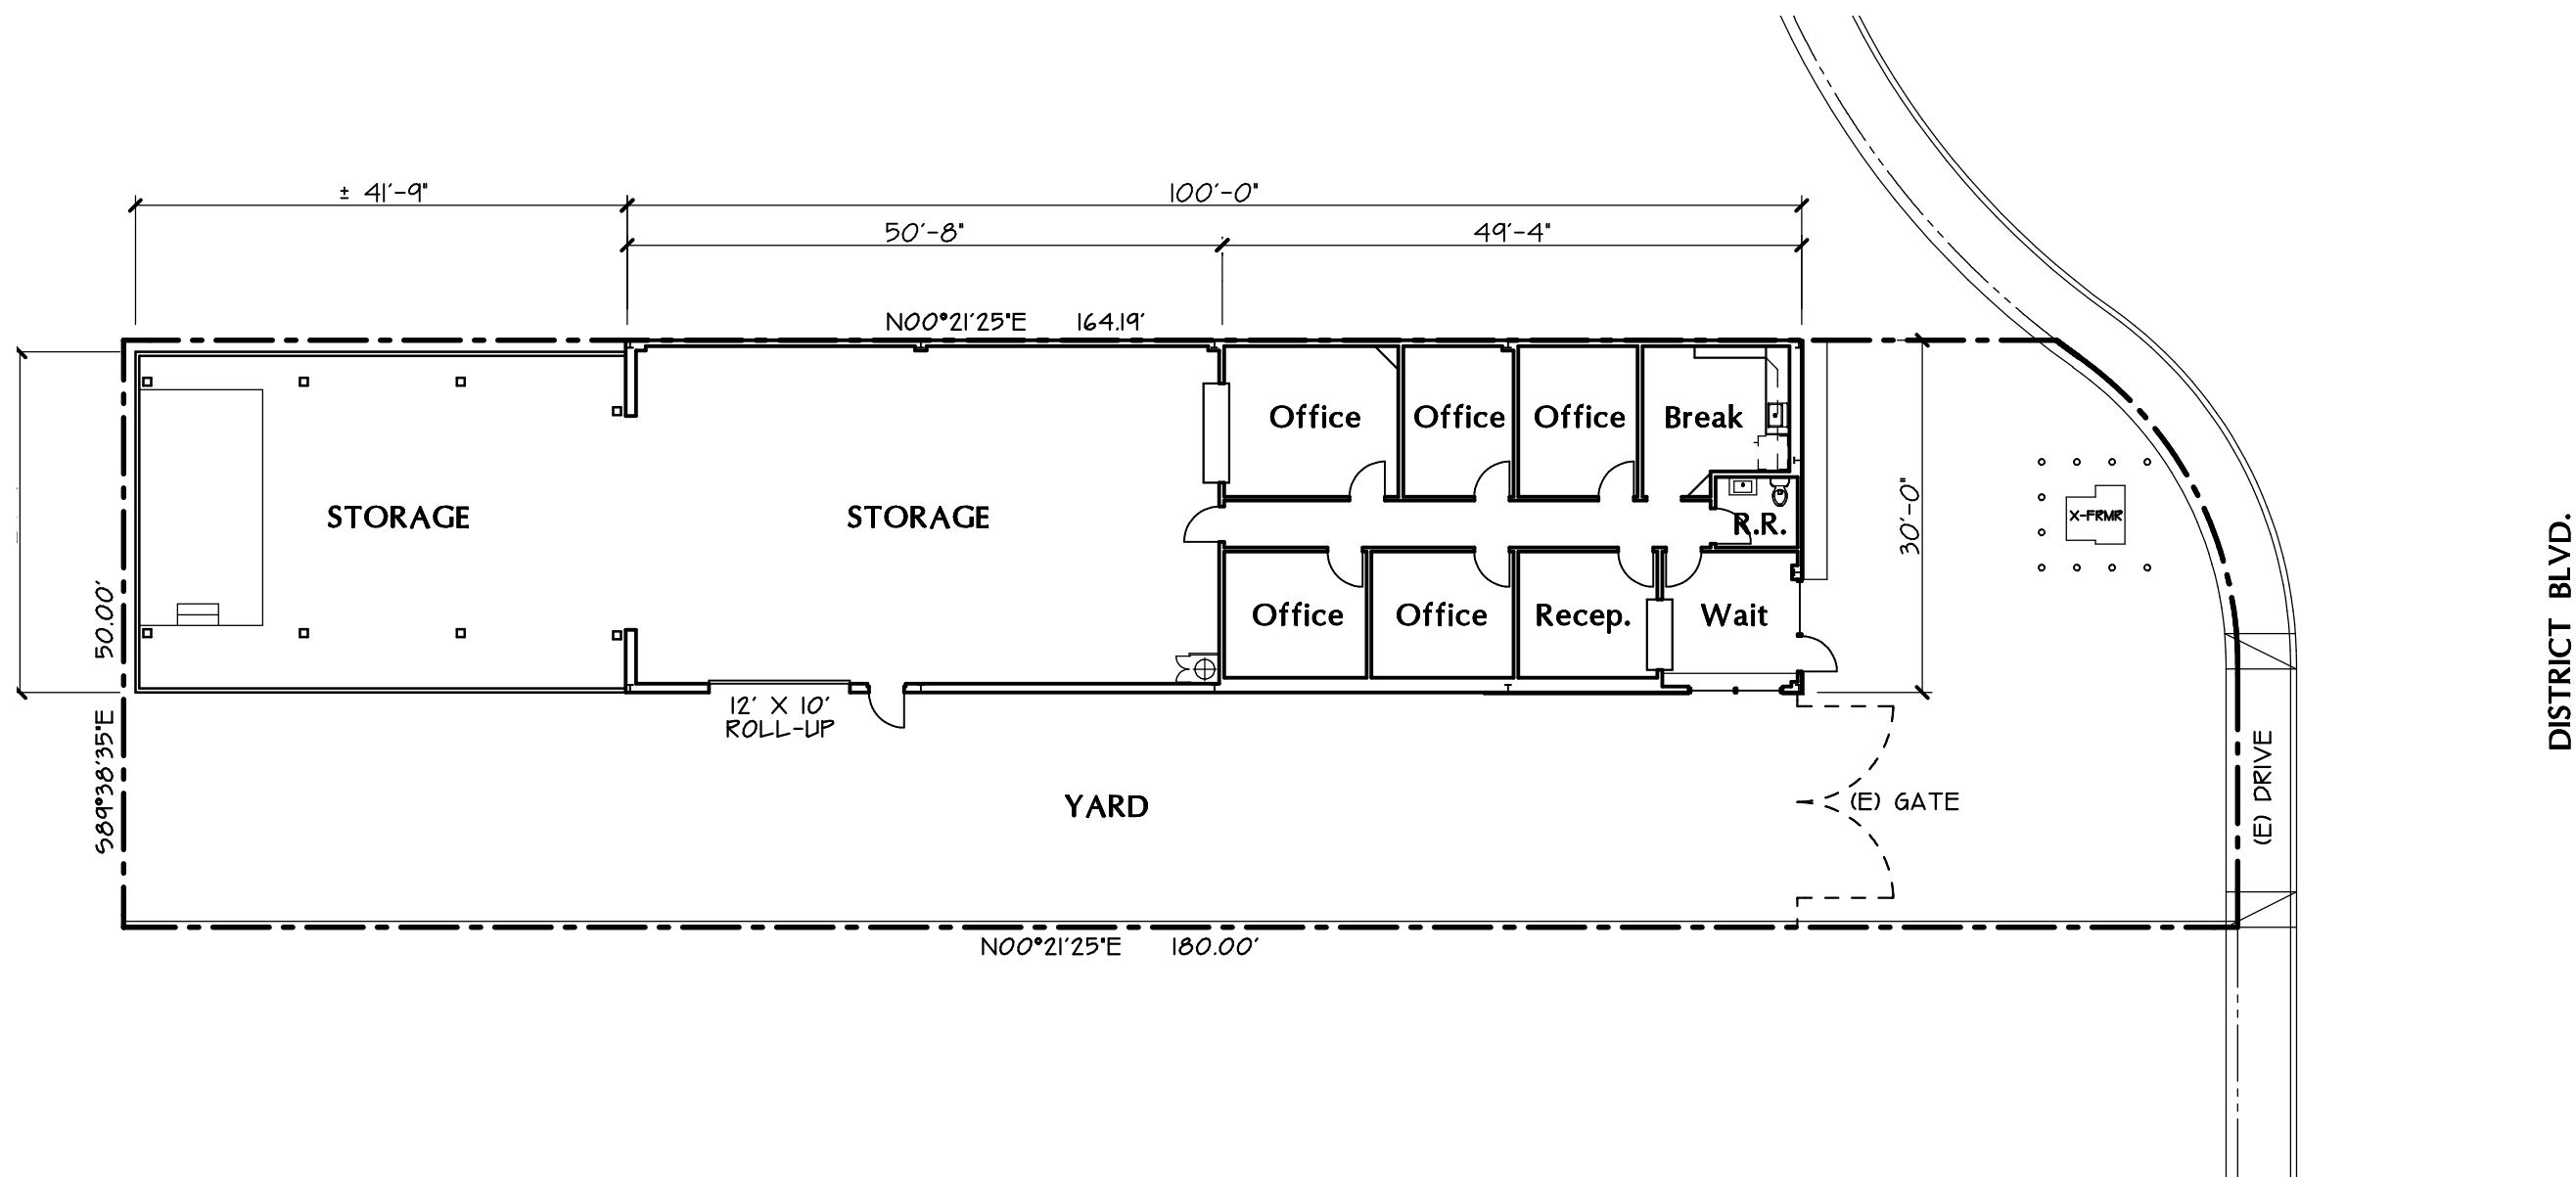 ± 41'-9"
100'-0"
50'-8"
49'-4"
N00°21'25"E 164.19'
Office
Office
Office
Break
STORAGE
STORAGE
R.R.
30'-0"
X-FRMR
Office
Office
Recep.
Wait
S89°38'35"E 50.00'
12' X 10'
ROLL-UP
YARD
(E) GATE
(E) DRIVE
DISTRICT BLVD.
N00°21'25"E 180.00'